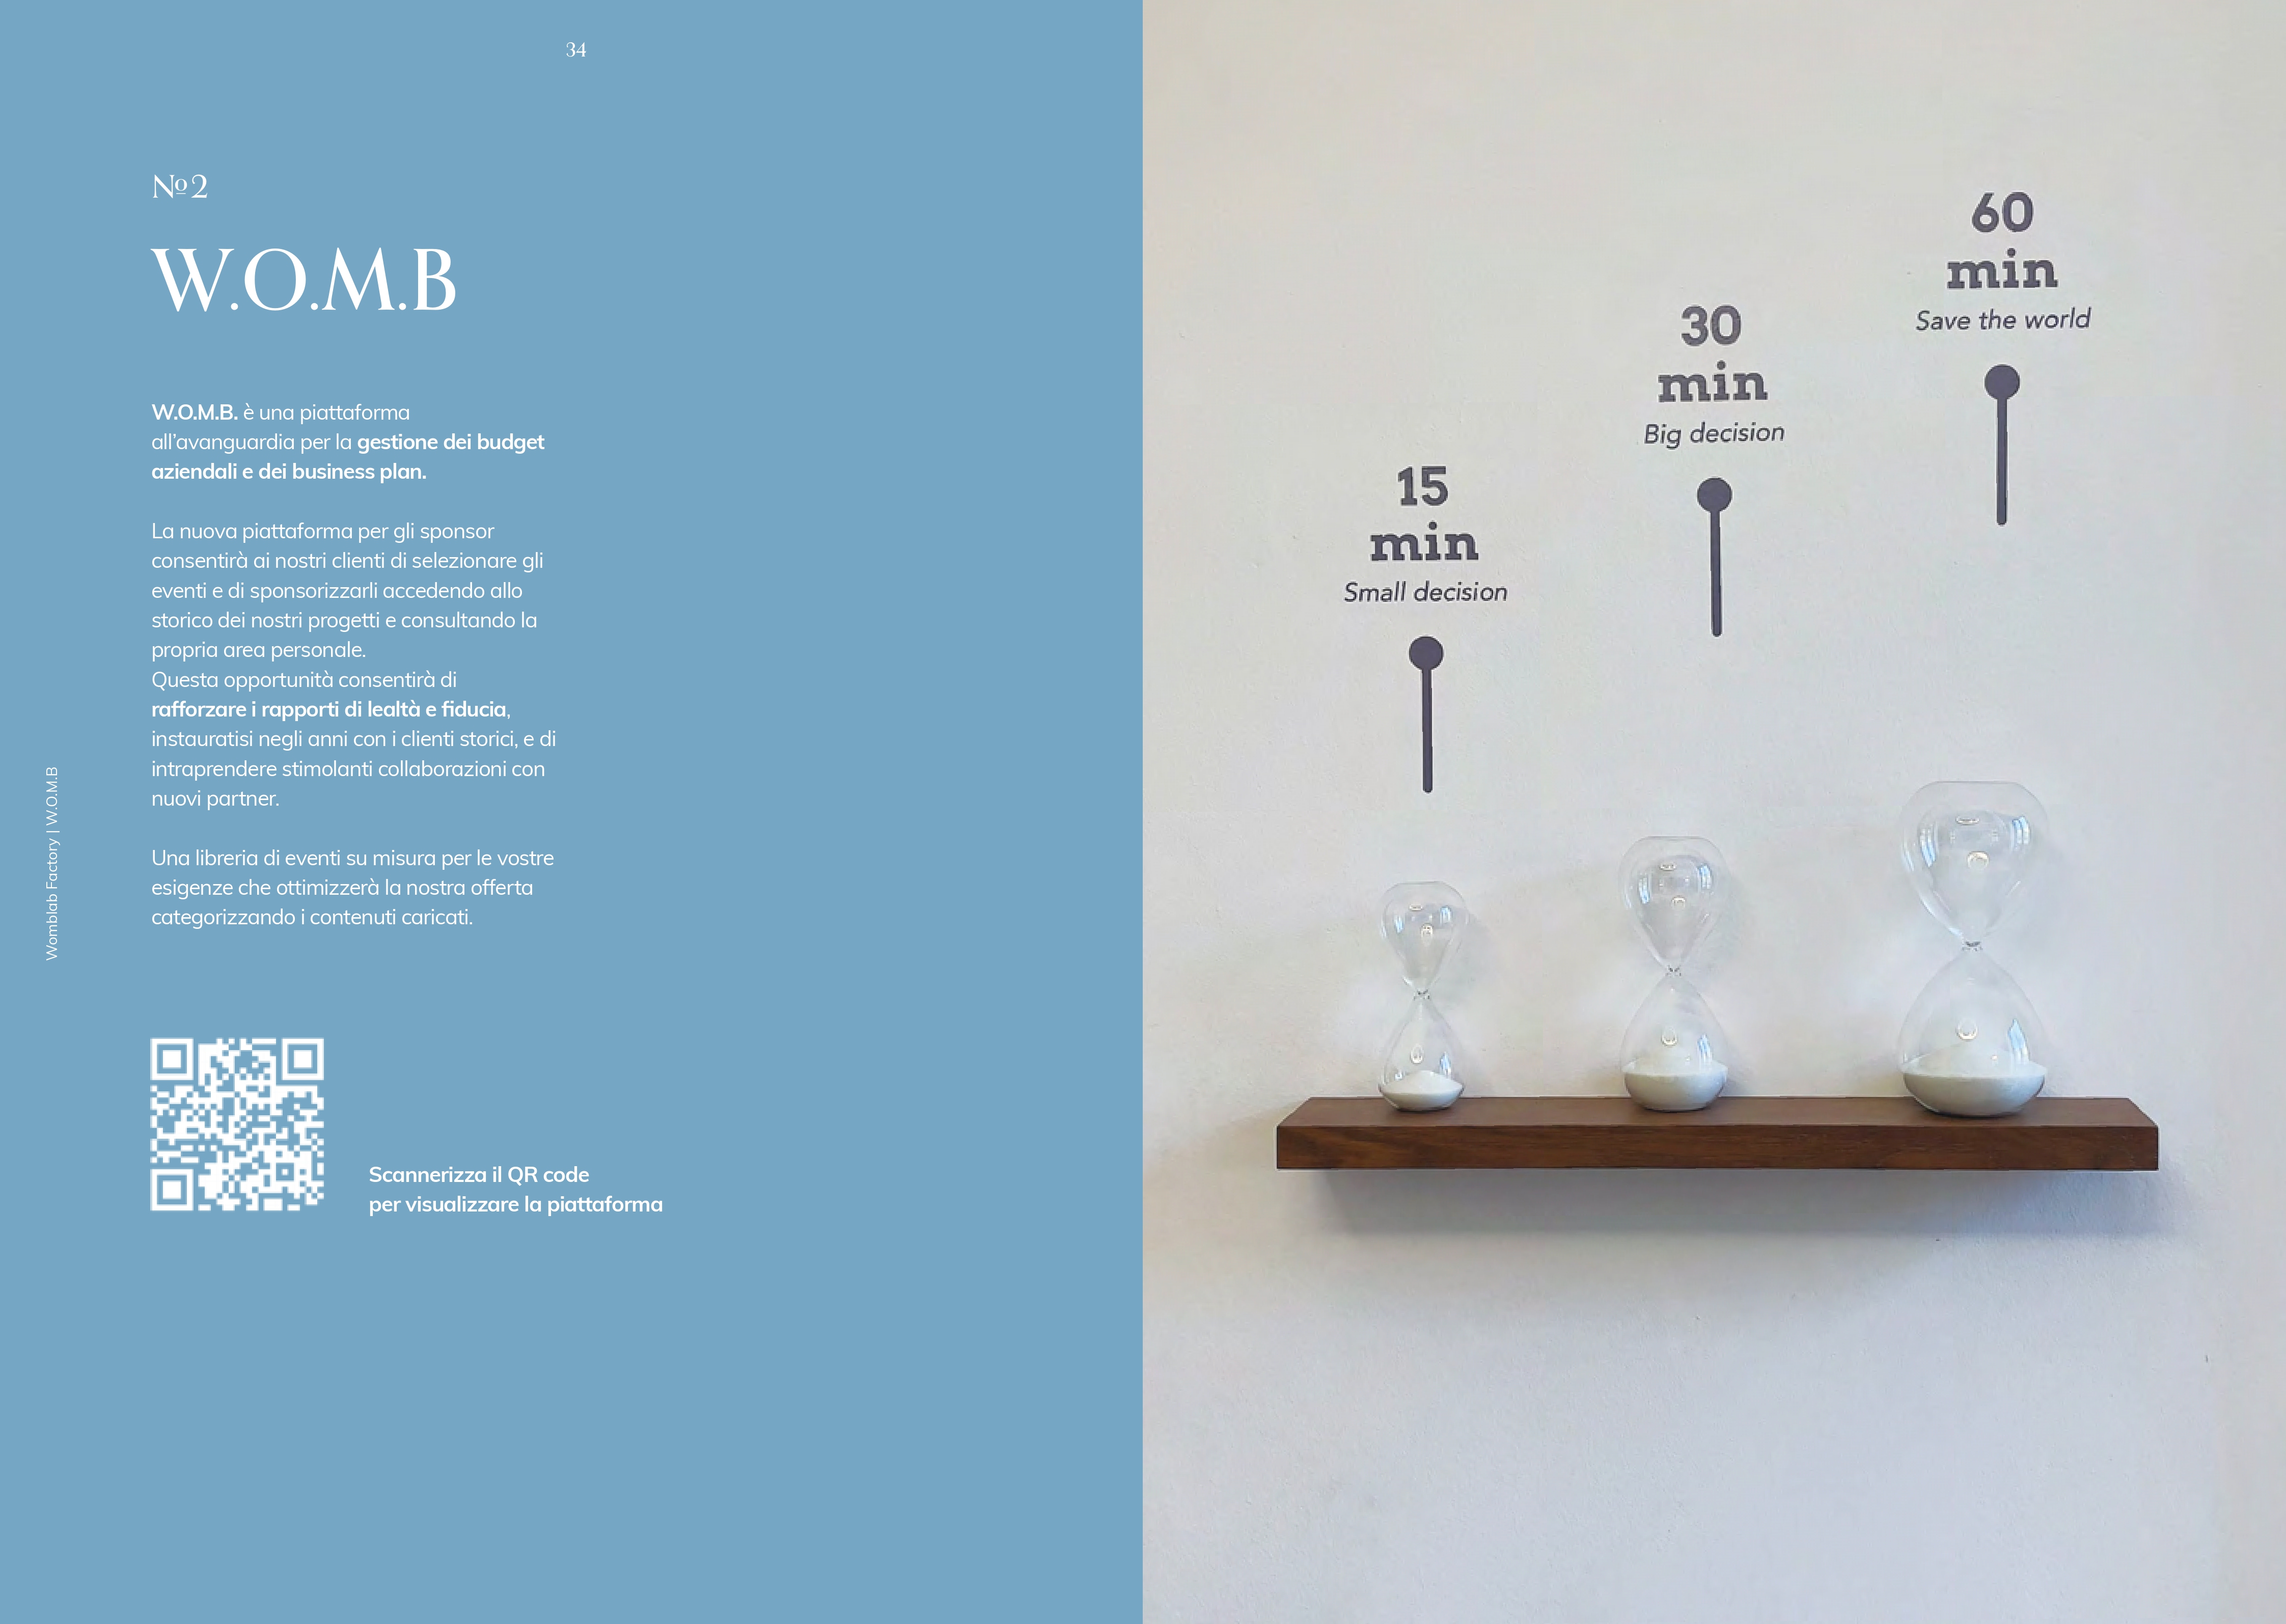 34
№2
W.O.M.B
W.O.M.B. è una piattaforma
all’avanguardia per la gestione dei budget
aziendali e dei business plan.
La nuova piattaforma per gli sponsor
consentirà ai nostri clienti di selezionare gli
eventi e di sponsorizzarli accedendo allo
storico dei nostri progetti e consultando la
propria area personale.
Questa opportunità consentirà di
rafforzare i rapporti di lealtà e fiducia,
instauratisi negli anni con i clienti storici, e di
intraprendere stimolanti collaborazioni con
nuovi partner.
Una libreria di eventi su misura per le vostre
esigenze che ottimizzerà la nostra offerta
categorizzando i contenuti caricati.
Scannerizza il QR code
per visualizzare la piattaforma
Womblab Factory | W.O.M.B
15
min
Small decision
30
min
Big decision
60
min
Save the world